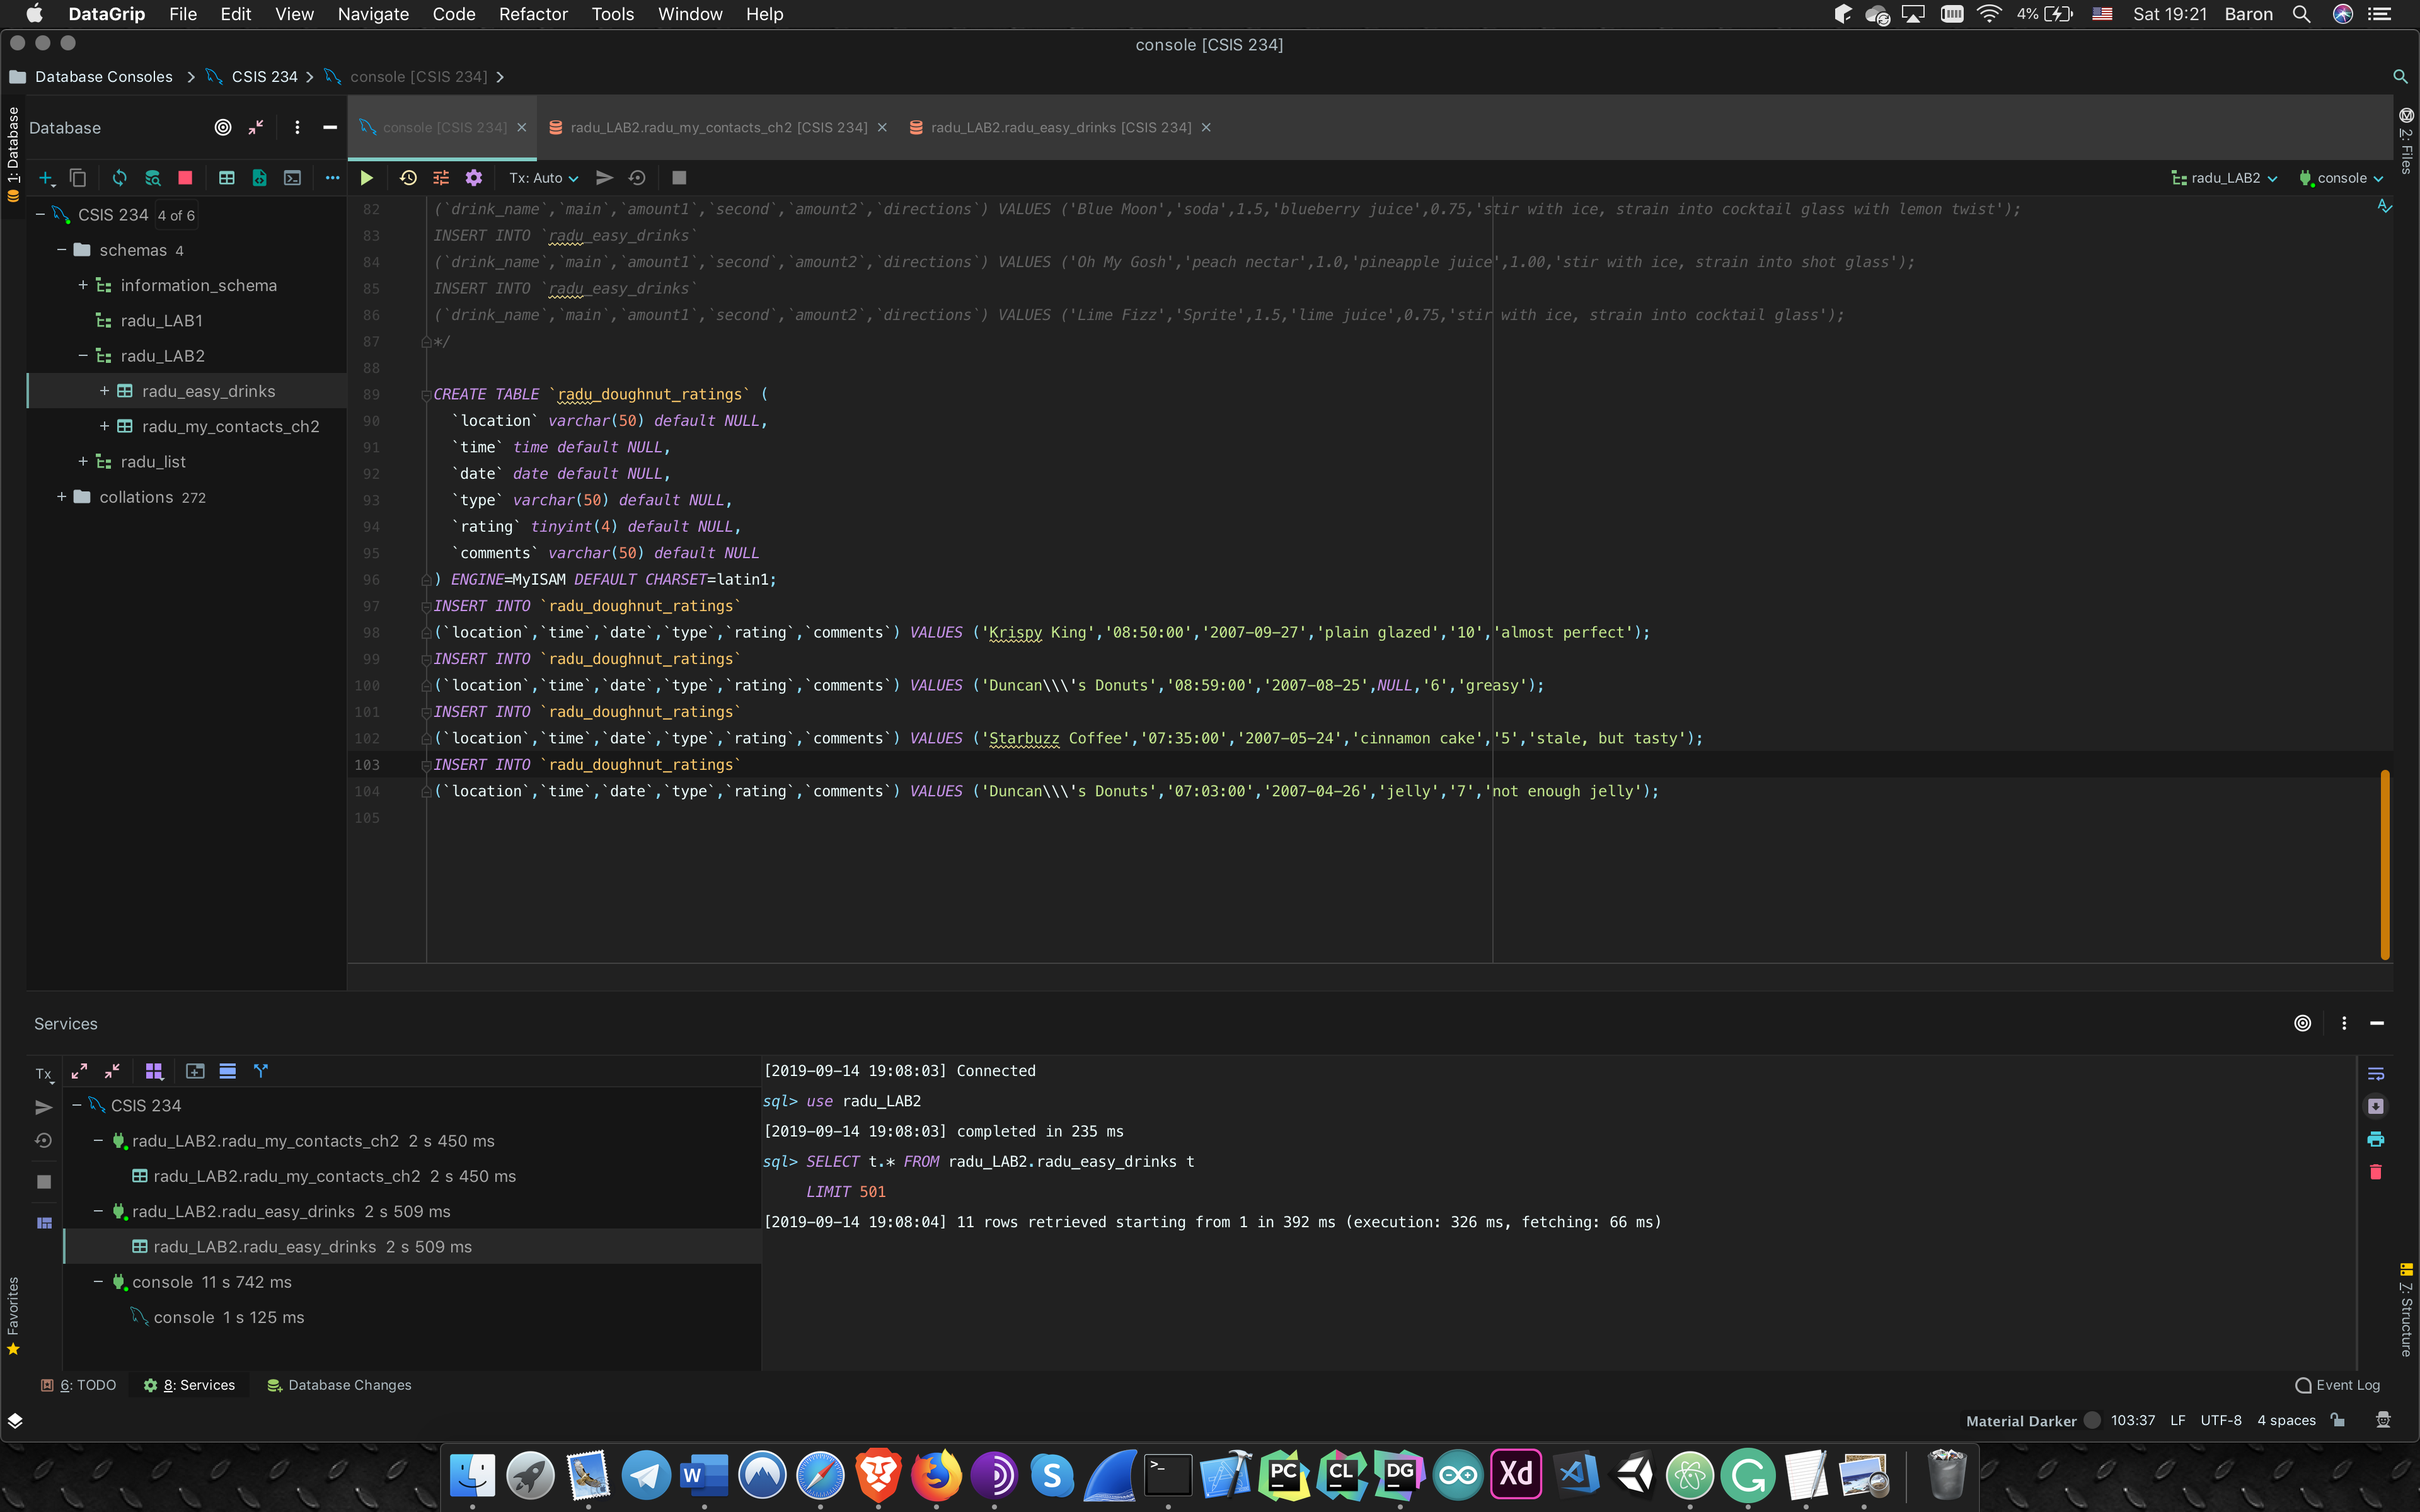 DataGrip File Edit View Navigate Code Refactor Tools Window Help 4% Sat 19:21 Baron
console [CSIS 234]
Database Consoles CSIS 234 console [CSIS 234]
1: Database
Database
console [CSIS 234] radu_LAB2.radu_my_contacts_ch2 [CSIS 234] radu_LAB2.radu_easy_drinks [CSIS 234]
2: Files
Tx: Auto radu_LAB2 console
CSIS 234 4 of 6
schemas 4
information_schema
radu_LAB1
radu_LAB2
radu_easy_drinks
radu_my_contacts_ch2
radu_list
collations 272
82 (`drink_name`,`main`,`amount1`,`second`,`amount2`,`directions`) VALUES ('Blue Moon','soda',1.5,'blueberry juice',0.75,'stir with ice, strain into cocktail glass with lemon twist');
83 INSERT INTO `radu_easy_drinks`
84 (`drink_name`,`main`,`amount1`,`second`,`amount2`,`directions`) VALUES ('Oh My Gosh','peach nectar',1.0,'pineapple juice',1.00,'stir with ice, strain into shot glass');
85 INSERT INTO `radu_easy_drinks`
86 (`drink_name`,`main`,`amount1`,`second`,`amount2`,`directions`) VALUES ('Lime Fizz','Sprite',1.5,'lime juice',0.75,'stir with ice, strain into cocktail glass');
87 */
88
89 CREATE TABLE `radu_doughnut_ratings` (
90 `location` varchar(50) default NULL,
91 `time` time default NULL,
92 `date` date default NULL,
93 `type` varchar(50) default NULL,
94 `rating` tinyint(4) default NULL,
95 `comments` varchar(50) default NULL
96 ) ENGINE=MyISAM DEFAULT CHARSET=latin1;
97 INSERT INTO `radu_doughnut_ratings`
98 (`location`,`time`,`date`,`type`,`rating`,`comments`) VALUES ('Krispy King','08:50:00','2007-09-27','plain glazed','10','almost perfect');
99 INSERT INTO `radu_doughnut_ratings`
100 (`location`,`time`,`date`,`type`,`rating`,`comments`) VALUES ('Duncan\\\'s Donuts','08:59:00','2007-08-25',NULL,'6','greasy');
101 INSERT INTO `radu_doughnut_ratings`
102 (`location`,`time`,`date`,`type`,`rating`,`comments`) VALUES ('Starbuzz Coffee','07:35:00','2007-05-24','cinnamon cake','5','stale, but tasty');
103 INSERT INTO `radu_doughnut_ratings`
104 (`location`,`time`,`date`,`type`,`rating`,`comments`) VALUES ('Duncan\\\'s Donuts','07:03:00','2007-04-26','jelly','7','not enough jelly');
105
Services
Tx
CSIS 234
radu_LAB2.radu_my_contacts_ch2 2 s 450 ms
radu_LAB2.radu_my_contacts_ch2 2 s 450 ms
radu_LAB2.radu_easy_drinks 2 s 509 ms
radu_LAB2.radu_easy_drinks 2 s 509 ms
console 11 s 742 ms
console 1 s 125 ms
[2019-09-14 19:08:03] Connected
sql> use radu_LAB2
[2019-09-14 19:08:03] completed in 235 ms
sql> SELECT t.* FROM radu_LAB2.radu_easy_drinks t
LIMIT 501
[2019-09-14 19:08:04] 11 rows retrieved starting from 1 in 392 ms (execution: 326 ms, fetching: 66 ms)
Favorites
Z: Structure
6: TODO 8: Services Database Changes Event Log
Material Darker 103:37 LF UTF-8 4 spaces
W S >_ PC CL DG Xd G